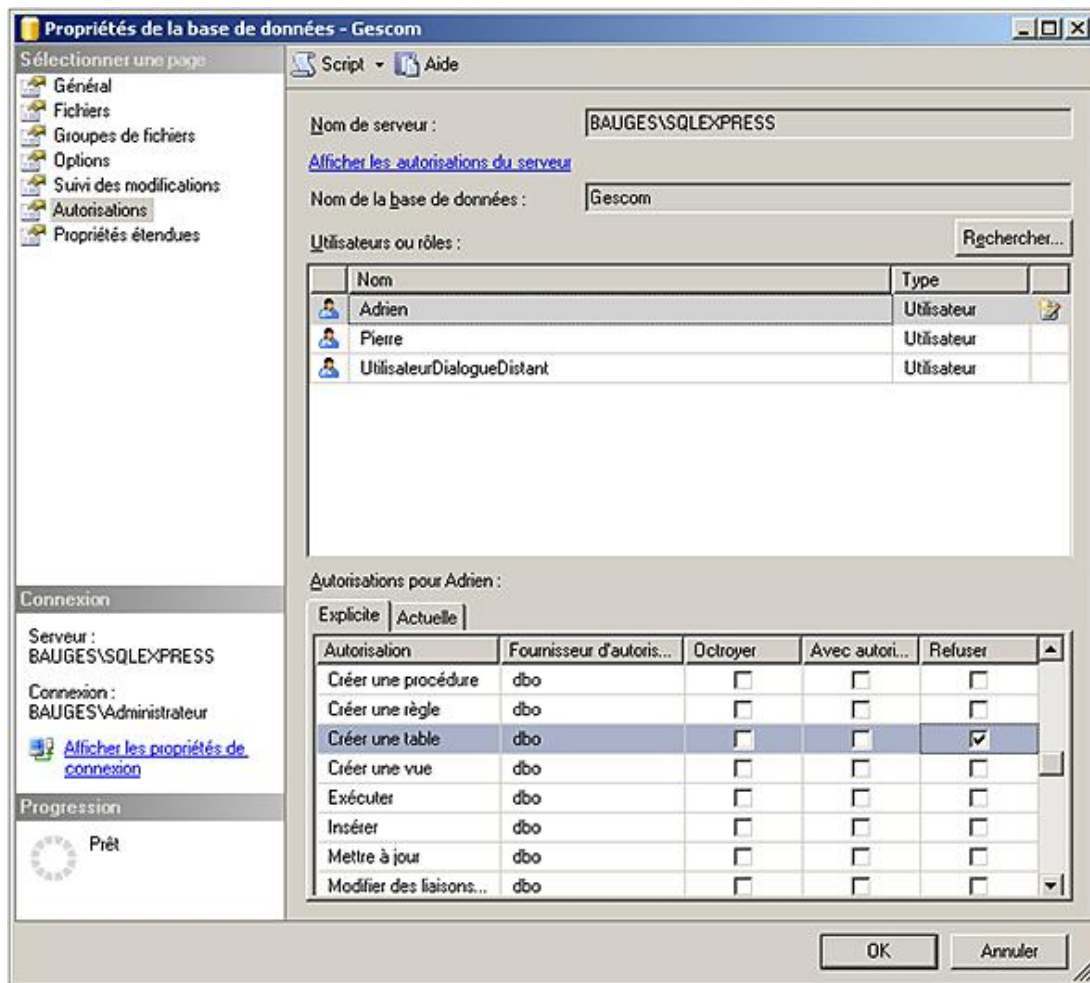 Propriétés de la base de données - Gescom
Sélectionner une page
Général
Fichiers
Groupes de fichiers
Options
Suivi des modifications
Autorisations
Propriétés étendues
Script
Aide
Nom de serveur :
BAUGES\SQLEXPRESS
Afficher les autorisations du serveur
Nom de la base de données :
Gescom
Utilisateurs ou rôles :
Rechercher...
Nom Type
Adrien Utilisateur
Pierre Utilisateur
UtilisateurDialogueDistant Utilisateur
Autorisations pour Adrien :
Explicite Actuelle
Autorisation Fournisseur d'autoris... Octroyer Avec autori... Refuser
Créer une procédure dbo
Créer une règle dbo
Créer une table dbo
Créer une vue dbo
Exécuter dbo
Insérer dbo
Mettre à jour dbo
Modifier des liaisons... dbo
Connexion
Serveur :
BAUGES\SQLEXPRESS
Connexion :
BAUGES\Administrateur
Afficher les propriétés de
connexion
Progression
Prêt
OK
Annuler